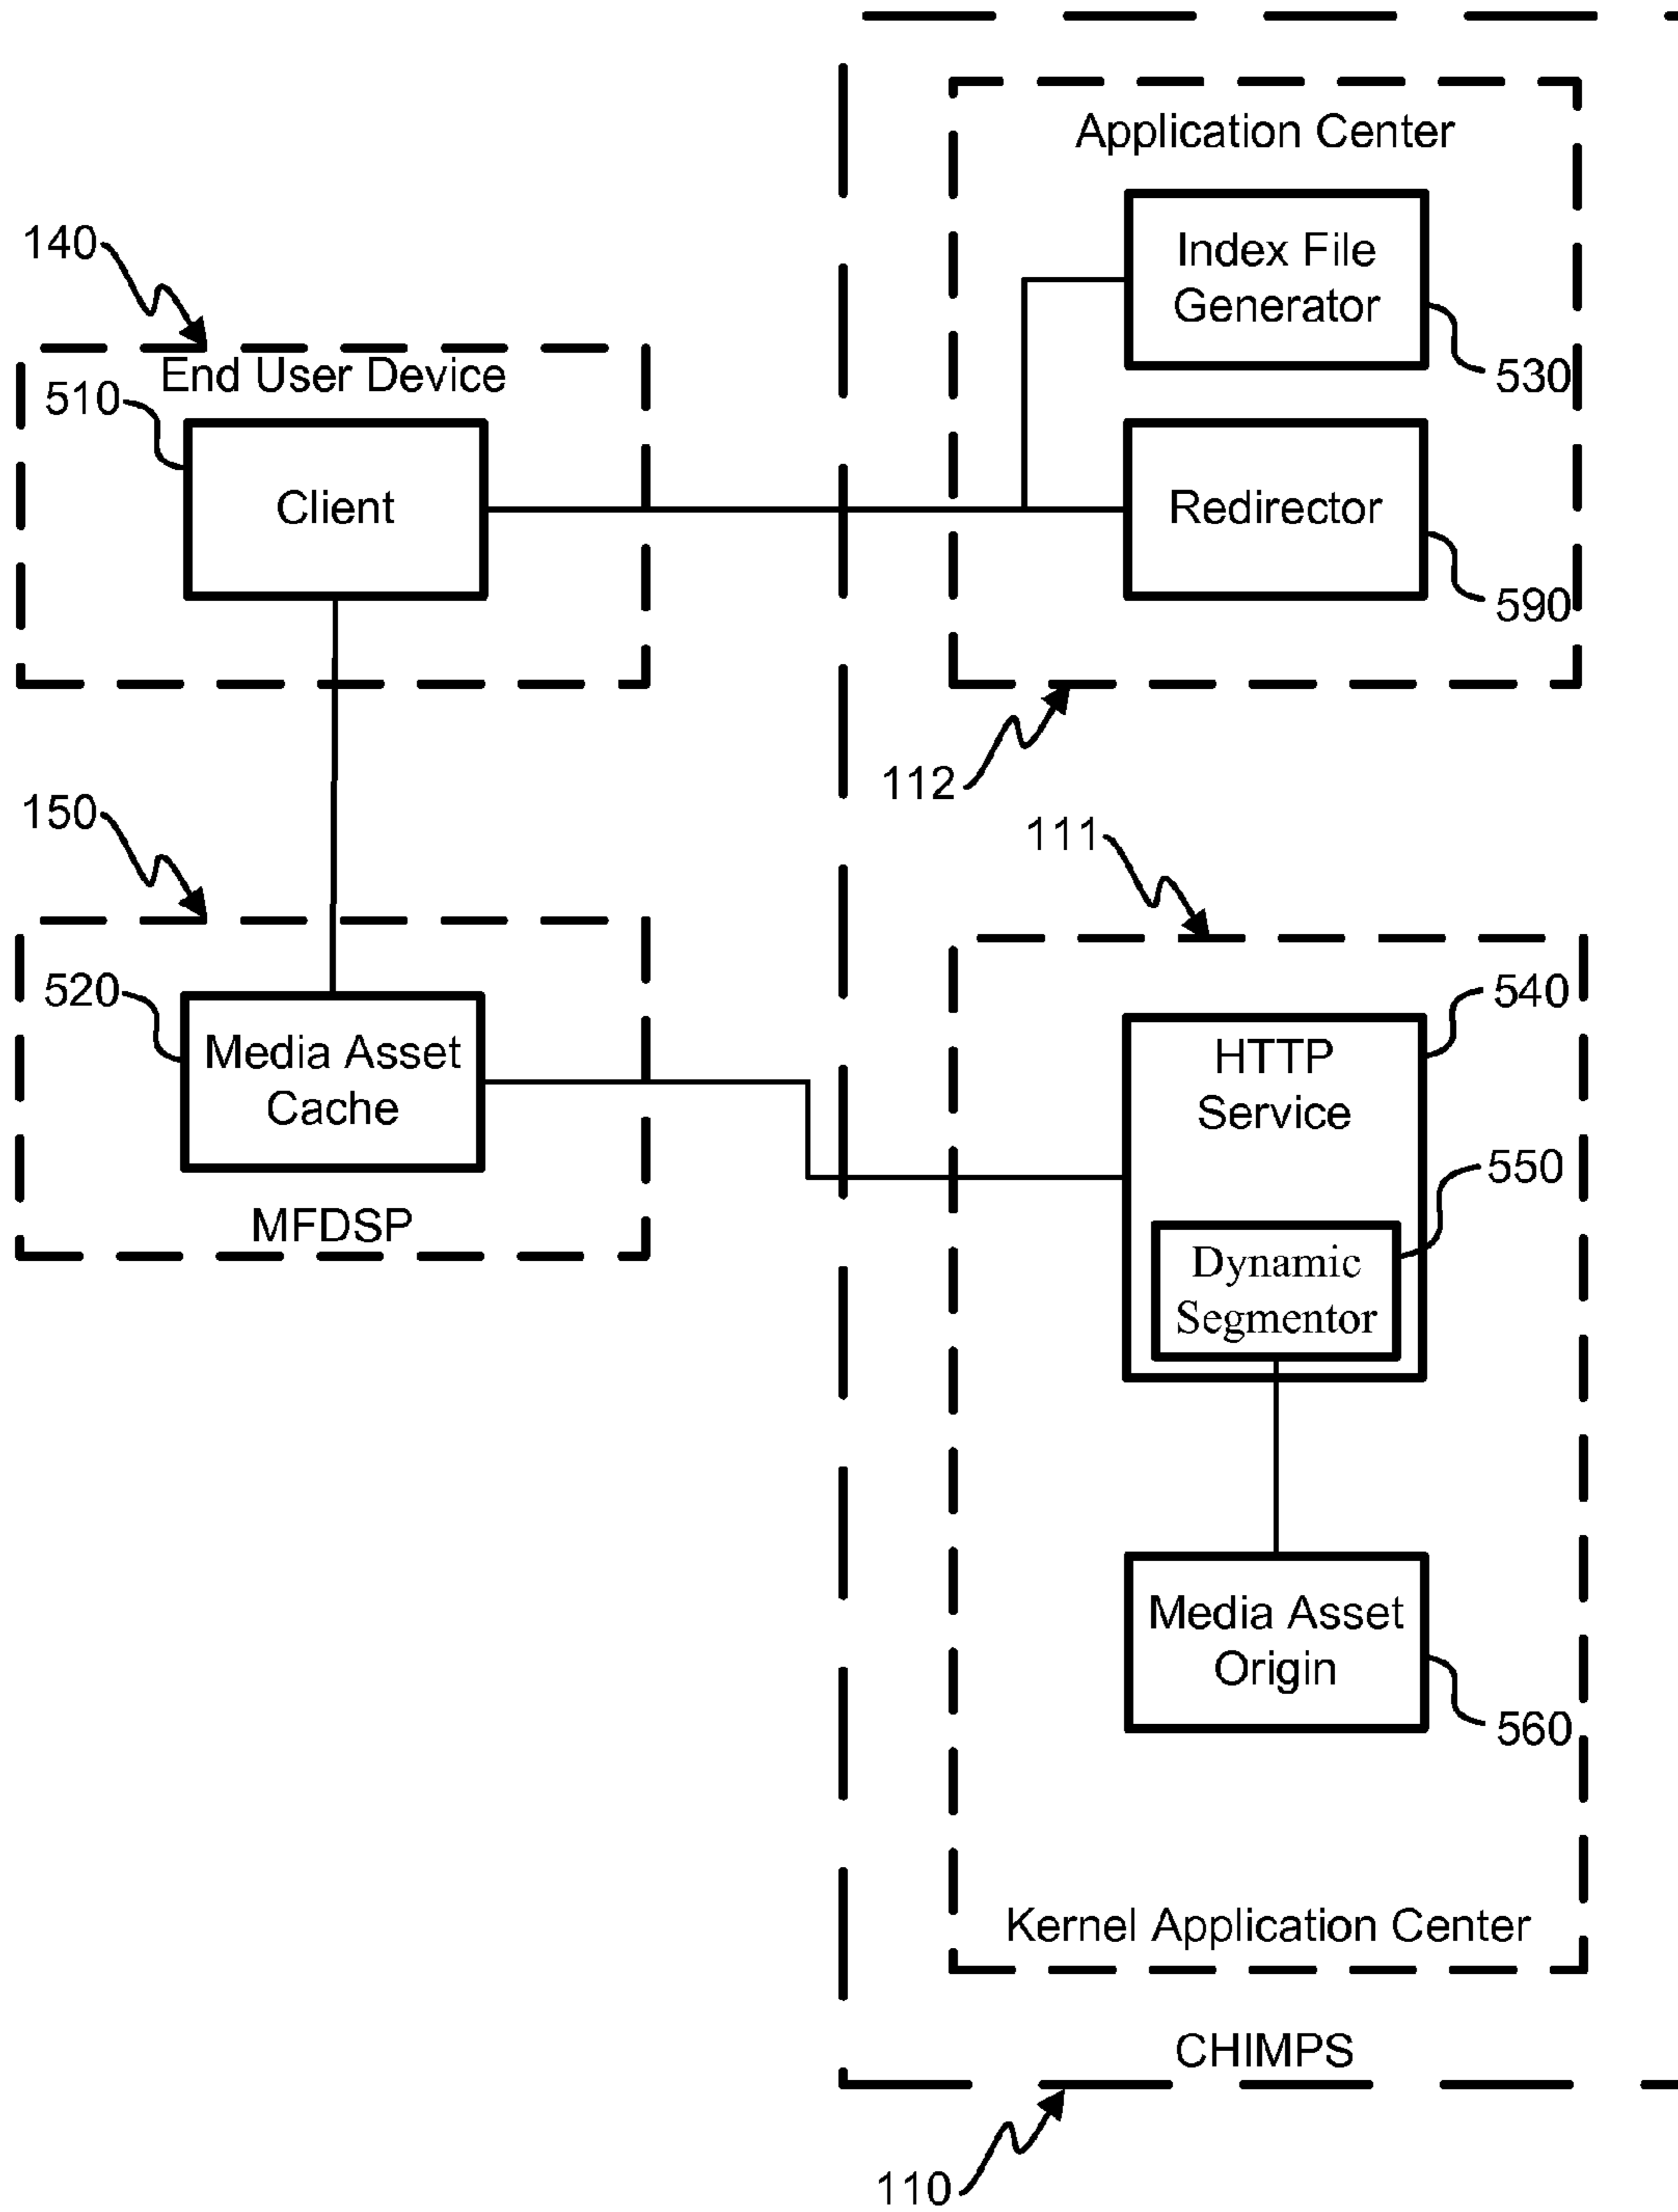 Application Center
Index File
Generator
530
Redirector
590
112
140
End User Device
510
Client
150
520
Media Asset
Cache
MFDSP
111
540
HTTP
Service
550
Dynamic
Segmentor
Media Asset
Origin
560
Kernel Application Center
CHIMPS
110